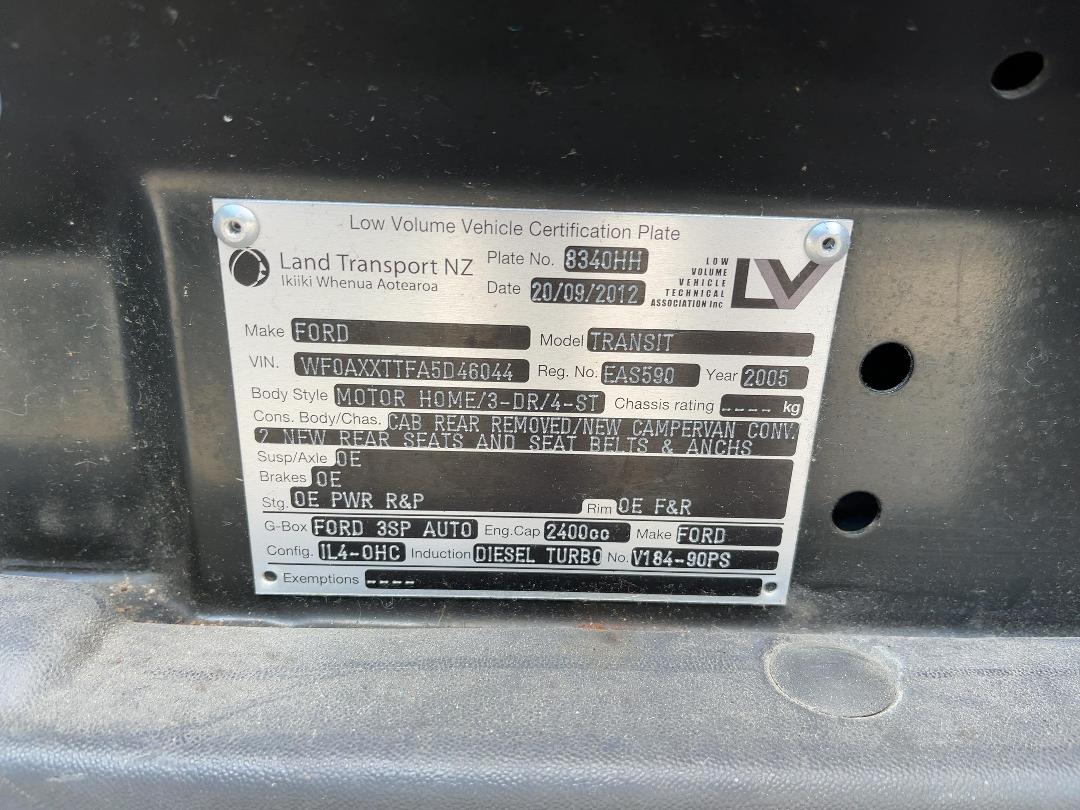 Low Volume Vehicle Certification Plate
Land Transport NZ
Ikiiki Whenua Aotearoa
Plate No. 8340HH
Date 20/09/2012
LOW
VOLUME
VEHICLE
TECHNICAL
ASSOCIATION Inc
LV
Make FORD Model TRANSIT
VIN. WF0AXXTTFA5D46044 Reg. No. EAS590 Year 2005
Body Style MOTOR HOME/3-DR/4-ST Chassis rating ---- kg
Cons. Body/Chas. CAB REAR REMOVED/NEW CAMPERVAN CONV.
2 NEW REAR SEATS AND SEAT BELTS & ANCHS
Susp/Axle OE
Brakes OE
Stg. OE PWR R&P Rim OE F&R
G-Box FORD 3SP AUTO Eng.Cap 2400cc Make FORD
Config. IL4-OHC Induction DIESEL TURBO No. V184-90PS
Exemptions ----